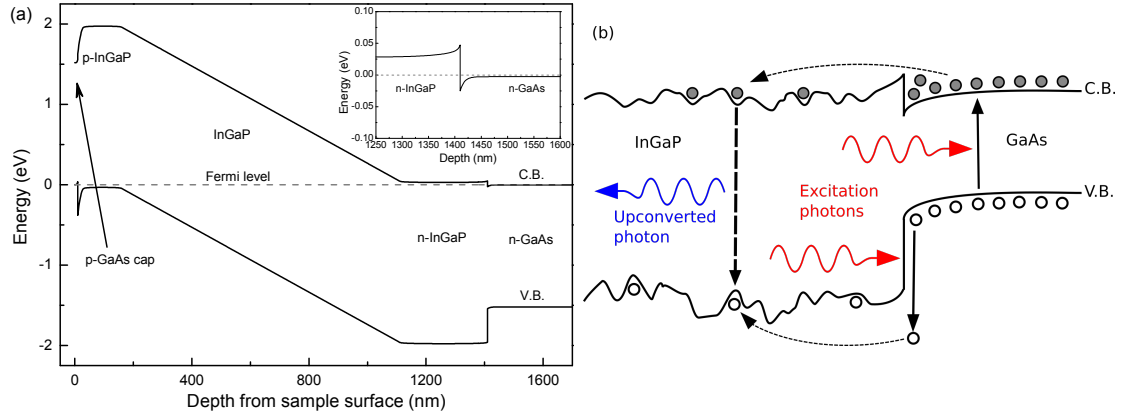 (a)
2
1
0
-1
-2
Energy (eV)
0
400
800
1200
1600
Depth from sample surface (nm)
p-InGaP
InGaP
Fermi level
C.B.
n-InGaP
n-GaAs
p-GaAs cap
V.B.
0.10
0.05
0.00
-0.05
-0.10
Energy (eV)
n-InGaP
n-GaAs
1250 1300 1350 1400 1450 1500 1550 1600
Depth (nm)
(b)
C.B.
InGaP
GaAs
V.B.
Upconverted
photon
Excitation
photons